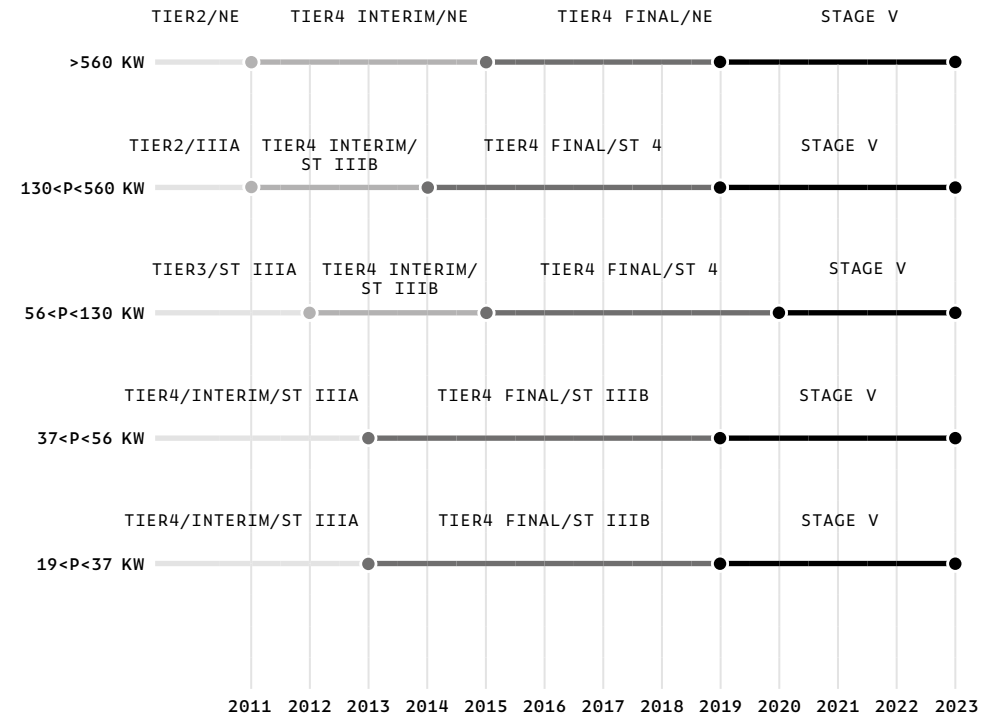 TIER2/NE TIER4 INTERIM/NE TIER4 FINAL/NE STAGE V
>560 KW
TIER2/IIIA TIER4 INTERIM/ TIER4 FINAL/ST 4 STAGE V
ST IIIB
130<P<560 KW
TIER3/ST IIIA TIER4 INTERIM/ TIER4 FINAL/ST 4 STAGE V
ST IIIB
56<P<130 KW
TIER4/INTERIM/ST IIIA TIER4 FINAL/ST IIIB STAGE V
37<P<56 KW
TIER4/INTERIM/ST IIIA TIER4 FINAL/ST IIIB STAGE V
19<P<37 KW
2011 2012 2013 2014 2015 2016 2017 2018 2019 2020 2021 2022 2023